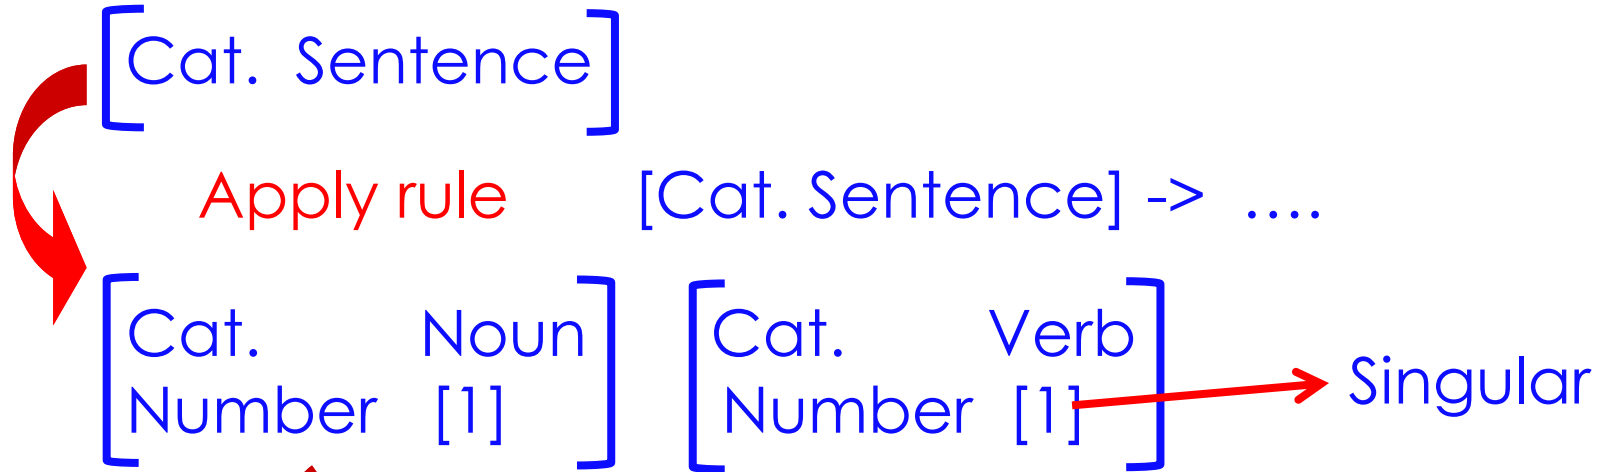 Cat. Sentence
Apply rule [Cat. Sentence] -> ....
Cat. Noun Cat. Verb
Number [1] Number [1] Singular